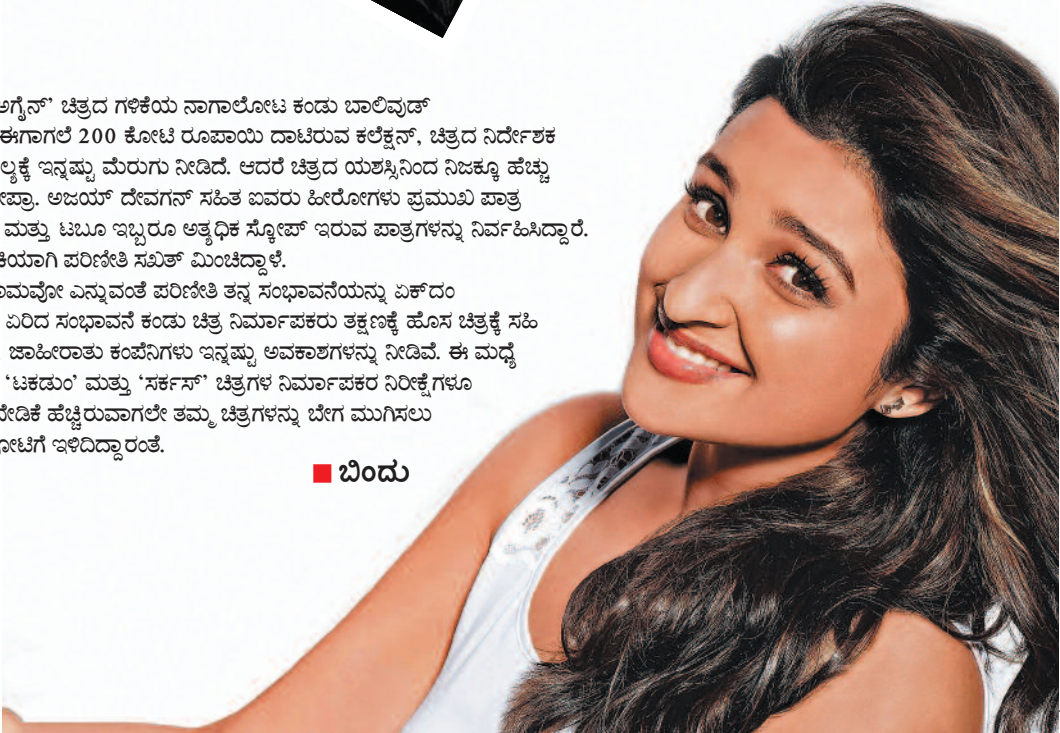 ಅಗೈನ್’ ಚಿತ್ರದ ಗಳಿಕೆಯ ನಾಗಾಲೋಟ ಕಂಡು ಬಾಲಿವುಡ್
ಈಗಾಗಲೆ 200 ಕೋಟಿ ರೂಪಾಯಿ ದಾಟಿರುವ ಕಲೆಕ್ಷನ್, ಚಿತ್ರದ ನಿರ್ದೇಶಕ
ಲ್ಯಕ್ಕೆ ಇನ್ನಷ್ಟು ಮೆರುಗು ನೀಡಿದೆ. ಆದರೆ ಚಿತ್ರದ ಯಶಸ್ಸಿನಿಂದ ನಿಜಕ್ಕೂ ಹೆಚ್ಚು
ೋಪ್ರಾ. ಅಜಯ್ ದೇವಗನ್ ಸಹಿತ ಐವರು ಹೀರೋಗಳು ಪ್ರಮುಖ ಪಾತ್ರ
ಮತ್ತು ಟಬೂ ಇಬ್ಬರೂ ಅತ್ಯಧಿಕ ಸ್ಕೋಪ್ ಇರುವ ಪಾತ್ರಗಳನ್ನು ನಿರ್ವಹಿಸಿದ್ದಾರೆ.
ಕಿಯಾಗಿ ಪರಿಣೀತಿ ಸಖತ್ ಮಿಂಚಿದ್ದಾಳೆ.
ಾಮವೋ ಎನ್ನುವಂತೆ ಪರಿಣೀತಿ ತನ್ನ ಸಂಭಾವನೆಯನ್ನು ಏಕ್‌ದಂ
ಏರಿದ ಸಂಭಾವನೆ ಕಂಡು ಚಿತ್ರ ನಿರ್ಮಾಪಕರು ತಕ್ಷಣಕ್ಕೆ ಹೊಸ ಚಿತ್ರಕ್ಕೆ ಸಹಿ
ಜಾಹೀರಾತು ಕಂಪೆನಿಗಳು ಇನ್ನಷ್ಟು ಅವಕಾಶಗಳನ್ನು ನೀಡಿವೆ. ಈ ಮಧ್ಯೆ
‘ಟಕಡುಂ’ ಮತ್ತು ‘ಸರ್ಕಸ್’ ಚಿತ್ರಗಳ ನಿರ್ಮಾಪಕರ ನಿರೀಕ್ಷೆಗಳೂ
ೇಡಿಕೆ ಹೆಚ್ಚಿರುವಾಗಲೇ ತಮ್ಮ ಚಿತ್ರಗಳನ್ನು ಬೇಗ ಮುಗಿಸಲು
ೋಟಿಗೆ ಇಳಿದಿದ್ದಾರಂತೆ.
■ ಬಿಂದು